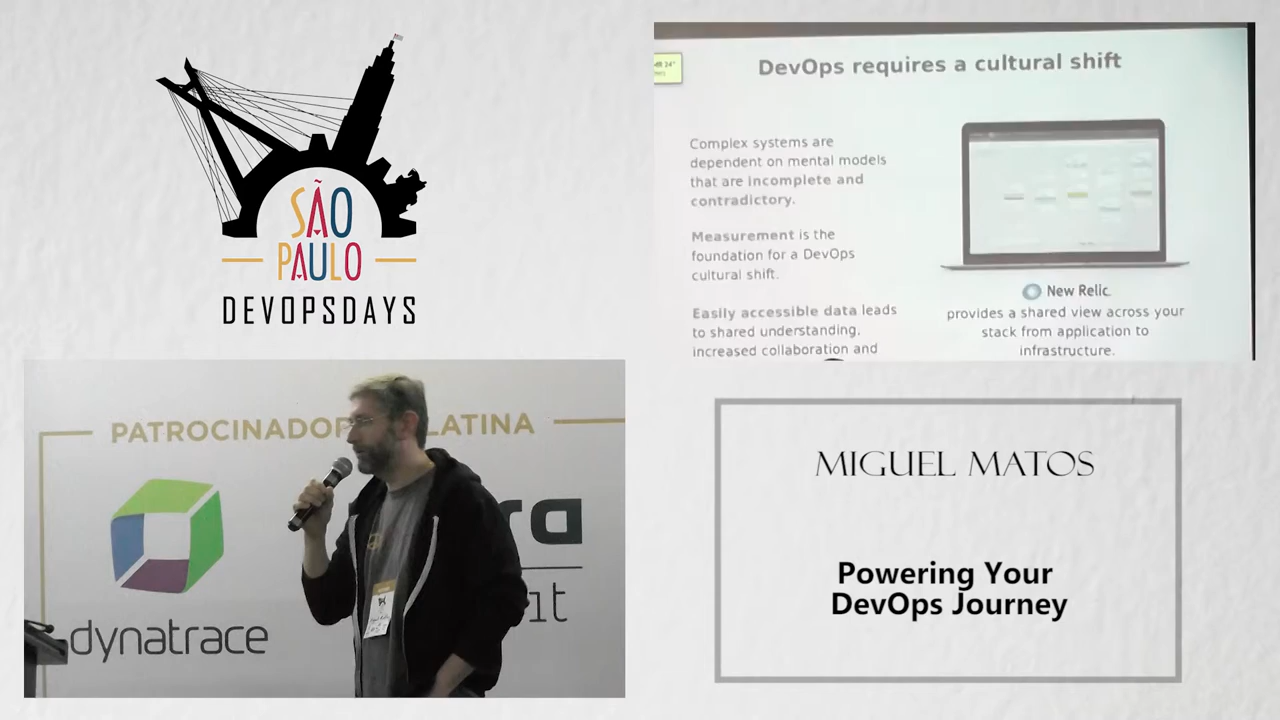 SÃO
PAULO
DEVOPSDAYS
DevOps requires a cultural shift
Complex systems are
dependent on mental models
that are incomplete and
contradictory.
Measurement is the
foundation for a DevOps
cultural shift.
Easily accessible data leads
to shared understanding,
increased collaboration and
New Relic.
provides a shared view across your
stack from application to
infrastructure.
LATINA
dynatrace
MIGUEL MATOS
Powering Your
DevOps Journey